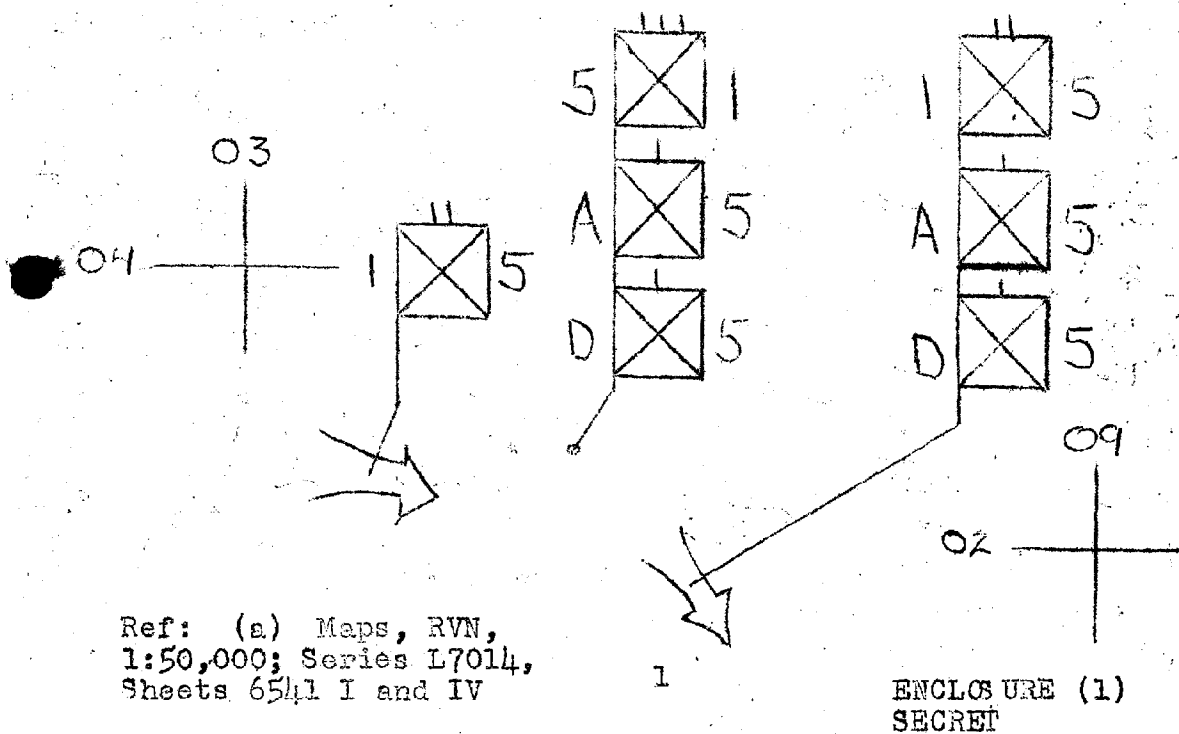 5 1
1 5
03
A 5
A 5
04
1 5
D 5
D 5
09
02
Ref: (a) Maps, RVN,
1:50,000; Series L7014,
Sheets 6541 I and IV
1
ENCLOSURE (1)
SECRET